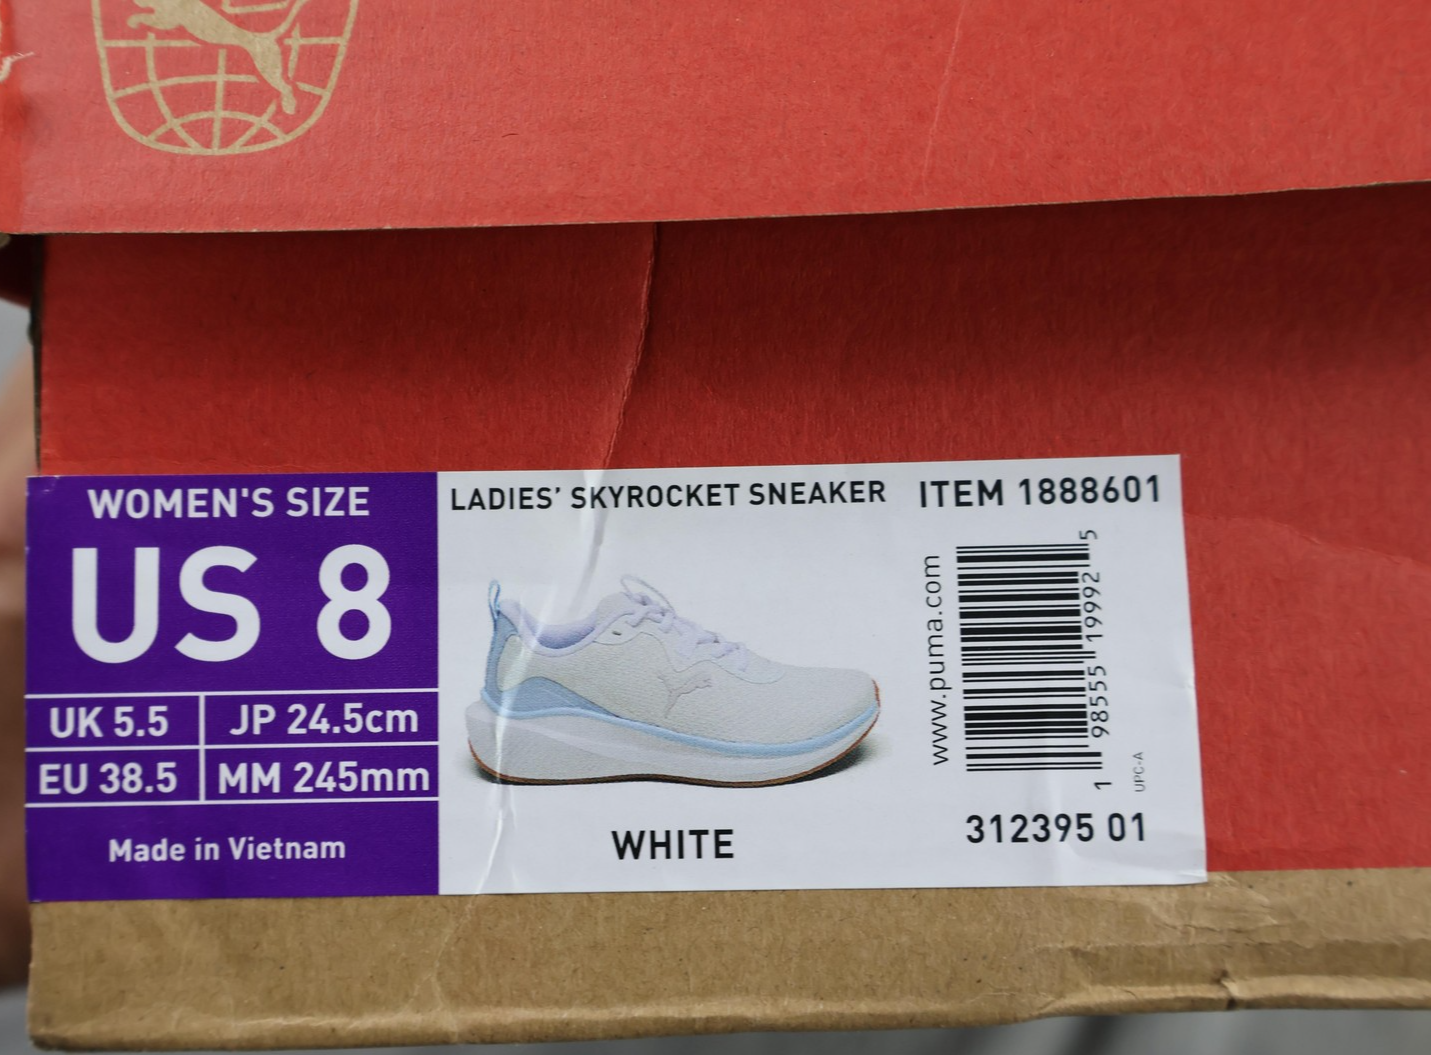 WOMEN'S SIZE
US 8
UK 5.5
JP 24.5cm
EU 38.5
MM 245mm
Made in Vietnam
LADIES’ SKYROCKET SNEAKER
WHITE
ITEM 1888601
www.puma.com
1 98555 19992 5
UPC-A
312395 01